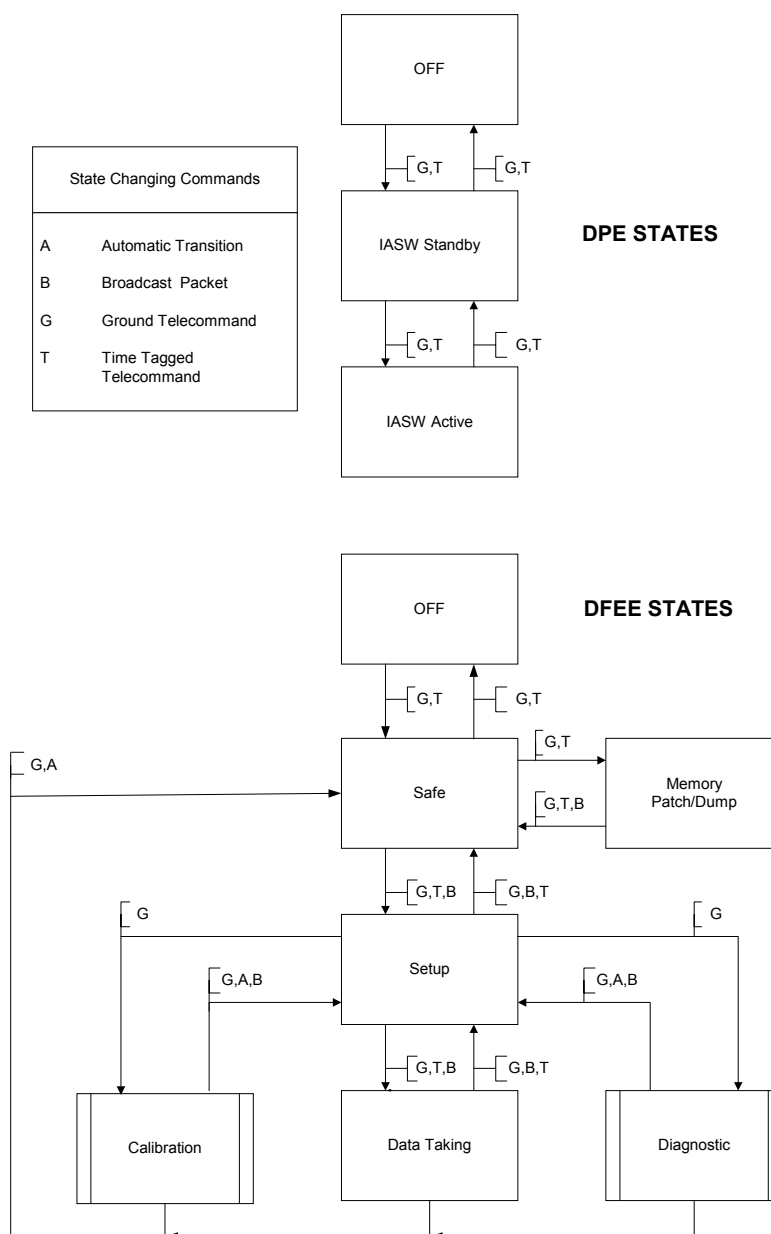 OFF
G,T
G,T
State Changing Commands
A Automatic Transition
B Broadcast Packet
G Ground Telecommand
T Time Tagged
Telecommand
IASW Standby
DPE STATES
G,T
G,T
IASW Active
OFF
DFEE STATES
G,T
G,T
G,A
Safe
G,T
Memory
Patch/Dump
G,T,B
G,T,B
G,B,T
G
G
Setup
G,A,B
G,A,B
G,T,B
G,B,T
Calibration
Data Taking
Diagnostic